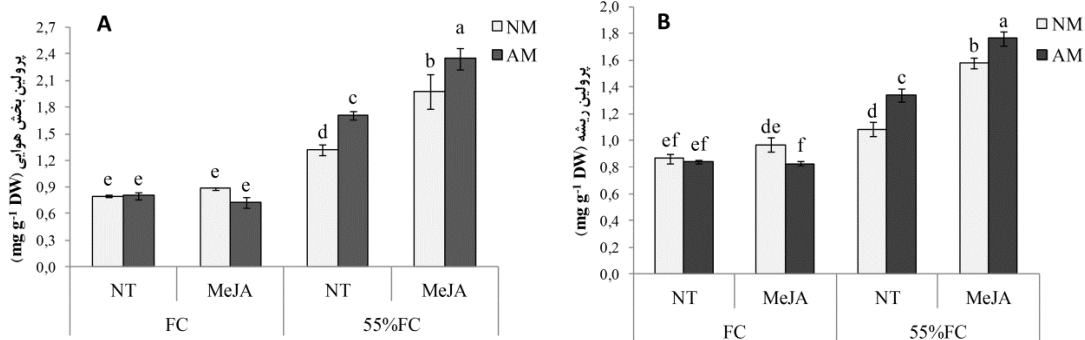 A
NM
AM
پرولین بخش هوایی (mg g-1 DW)
2,7
2,4
2,1
1,8
1,5
1,2
0,9
0,6
0,3
0,0
e e e e d c b a
NT MeJA NT MeJA
FC 55%FC
B
NM
AM
پرولین ریشه (mg g-1 DW)
2,0
1,8
1,6
1,4
1,2
1,0
0,8
0,6
0,4
0,2
0,0
ef ef de f d c b a
NT MeJA NT MeJA
FC 55%FC